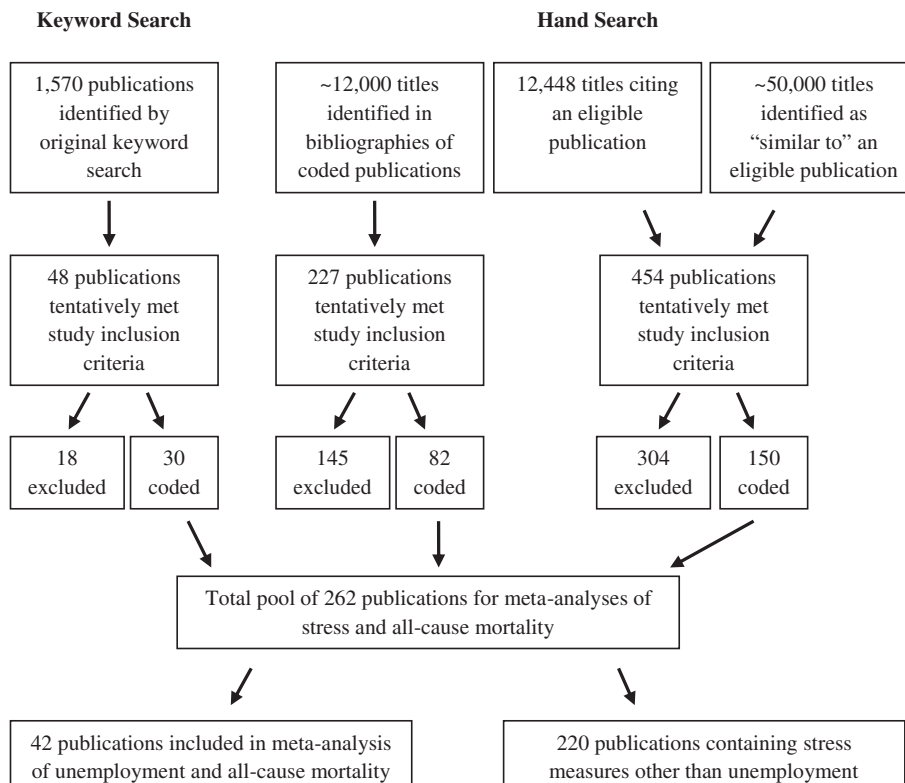 Keyword Search
Hand Search
1,570 publications
identified by
original keyword
search
~12,000 titles
identified in
bibliographies of
coded publications
12,448 titles citing
an eligible
publication
~50,000 titles
identified as
“similar to” an
eligible publication
48 publications
tentatively met
study inclusion
criteria
227 publications
tentatively met
study inclusion
criteria
454 publications
tentatively met
study inclusion
criteria
18
excluded
30
coded
145
excluded
82
coded
304
excluded
150
coded
Total pool of 262 publications for meta-analyses of
stress and all-cause mortality
42 publications included in meta-analysis
of unemployment and all-cause mortality
220 publications containing stress
measures other than unemployment